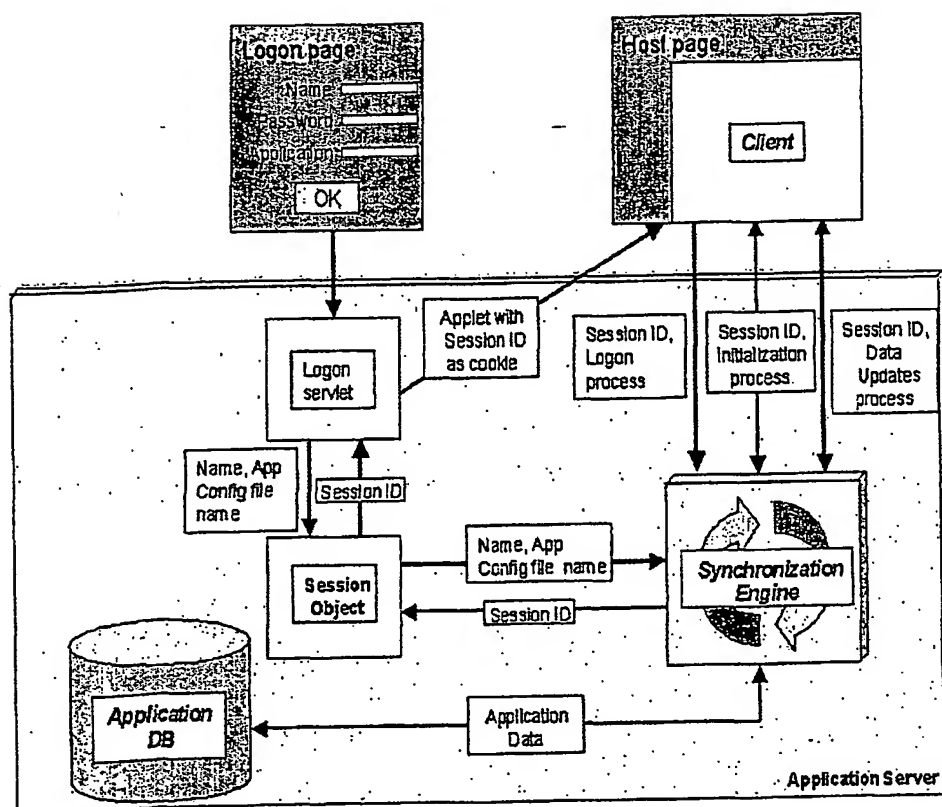 Logon page
Name
Password
Application
OK
Host page
Client
Logon
servlet
Applet with
Session ID
as cookie
Session ID,
Logon
process
Session ID,
Initialization
process.
Session ID,
Data
Updates
process
Name, App
Config file
name
Session ID
Session
Object
Name, App
Config file name
Session ID
Synchronization
Engine
Application
DB
Application
Data
Application Server